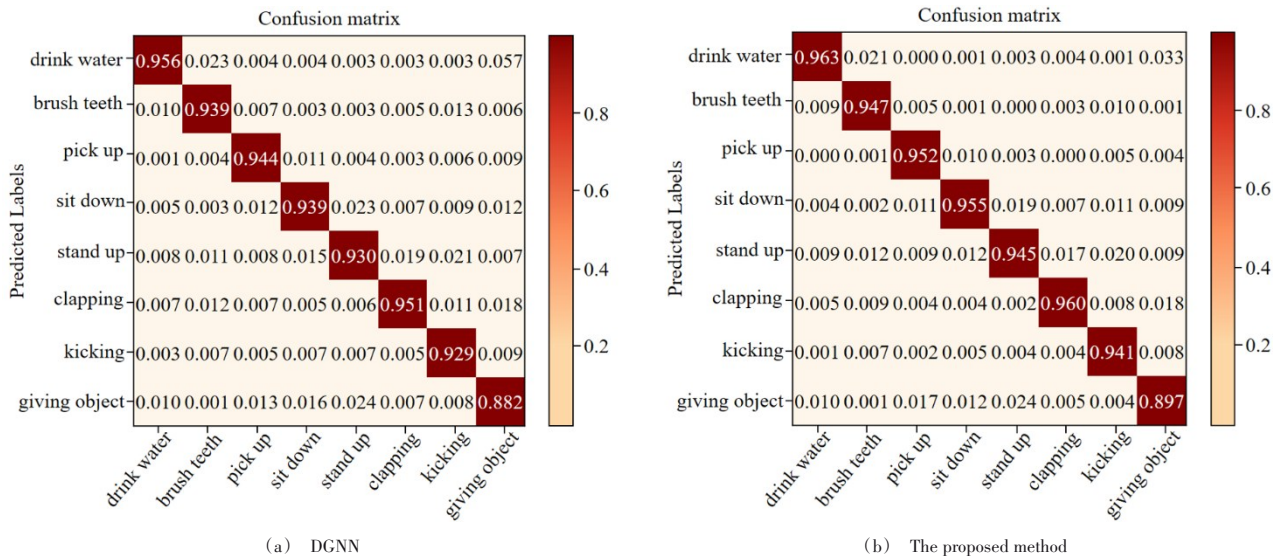 Confusion matrix
drink water 0.956 0.023 0.004 0.004 0.003 0.003 0.003 0.057
brush teeth 0.010 0.939 0.007 0.003 0.003 0.005 0.013 0.006
pick up 0.001 0.004 0.944 0.011 0.004 0.003 0.006 0.009
sit down 0.005 0.003 0.012 0.939 0.023 0.007 0.009 0.012
stand up 0.008 0.011 0.008 0.015 0.930 0.019 0.021 0.007
clapping 0.007 0.012 0.007 0.005 0.006 0.951 0.011 0.018
kicking 0.003 0.007 0.005 0.007 0.007 0.005 0.929 0.009
giving object 0.010 0.001 0.013 0.016 0.024 0.007 0.008 0.882
Predicted Labels
drink water
brush teeth
pick up
sit down
stand up
clapping
kicking
giving object
0.8
0.6
0.4
0.2
(a) DGNN
Confusion matrix
drink water 0.963 0.021 0.000 0.001 0.003 0.004 0.001 0.033
brush teeth 0.009 0.947 0.005 0.001 0.000 0.003 0.010 0.001
pick up 0.000 0.001 0.952 0.010 0.003 0.000 0.005 0.004
sit down 0.004 0.002 0.011 0.955 0.019 0.007 0.011 0.009
stand up 0.009 0.012 0.009 0.012 0.945 0.017 0.020 0.009
clapping 0.005 0.009 0.004 0.004 0.002 0.960 0.008 0.018
kicking 0.001 0.007 0.002 0.005 0.004 0.004 0.941 0.008
giving object 0.010 0.001 0.017 0.012 0.024 0.005 0.004 0.897
Predicted Labels
drink water
brush teeth
pick up
sit down
stand up
clapping
kicking
giving object
0.8
0.6
0.4
0.2
(b) The proposed method